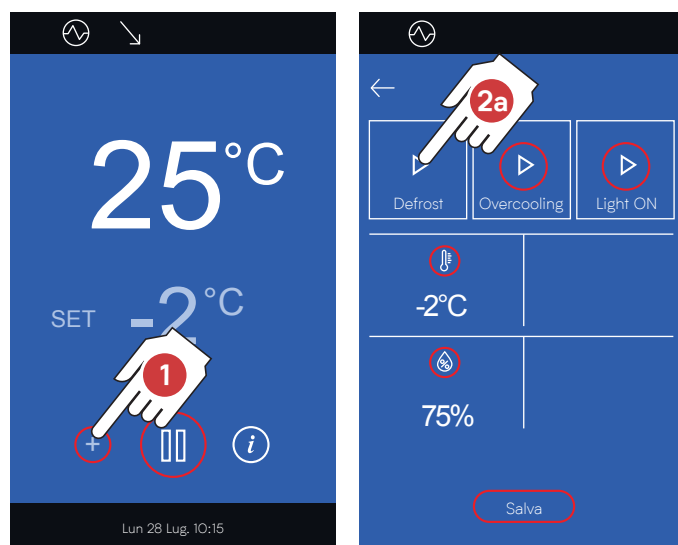 25°C
SET -2°C
1
+
i
Lun 28 Lug. 10:15
2a
Defrost
Overcooling
Light ON
-2°C
%
75%
Salva